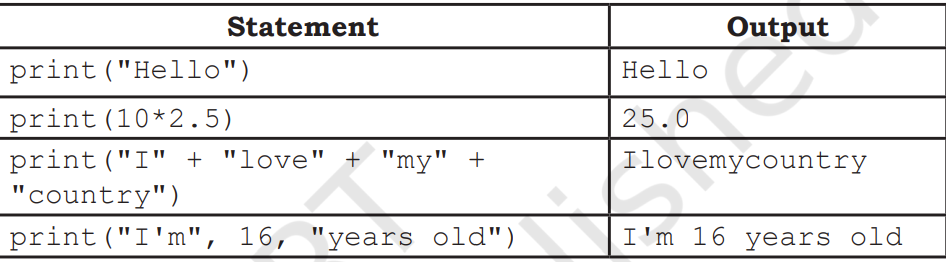 Statement Output
print("Hello") Hello
print(10*2.5) 25.0
print("I" + "love" + "my" + Ilovemycountry
"country")
print("I'm", 16, "years old") I'm 16 years old